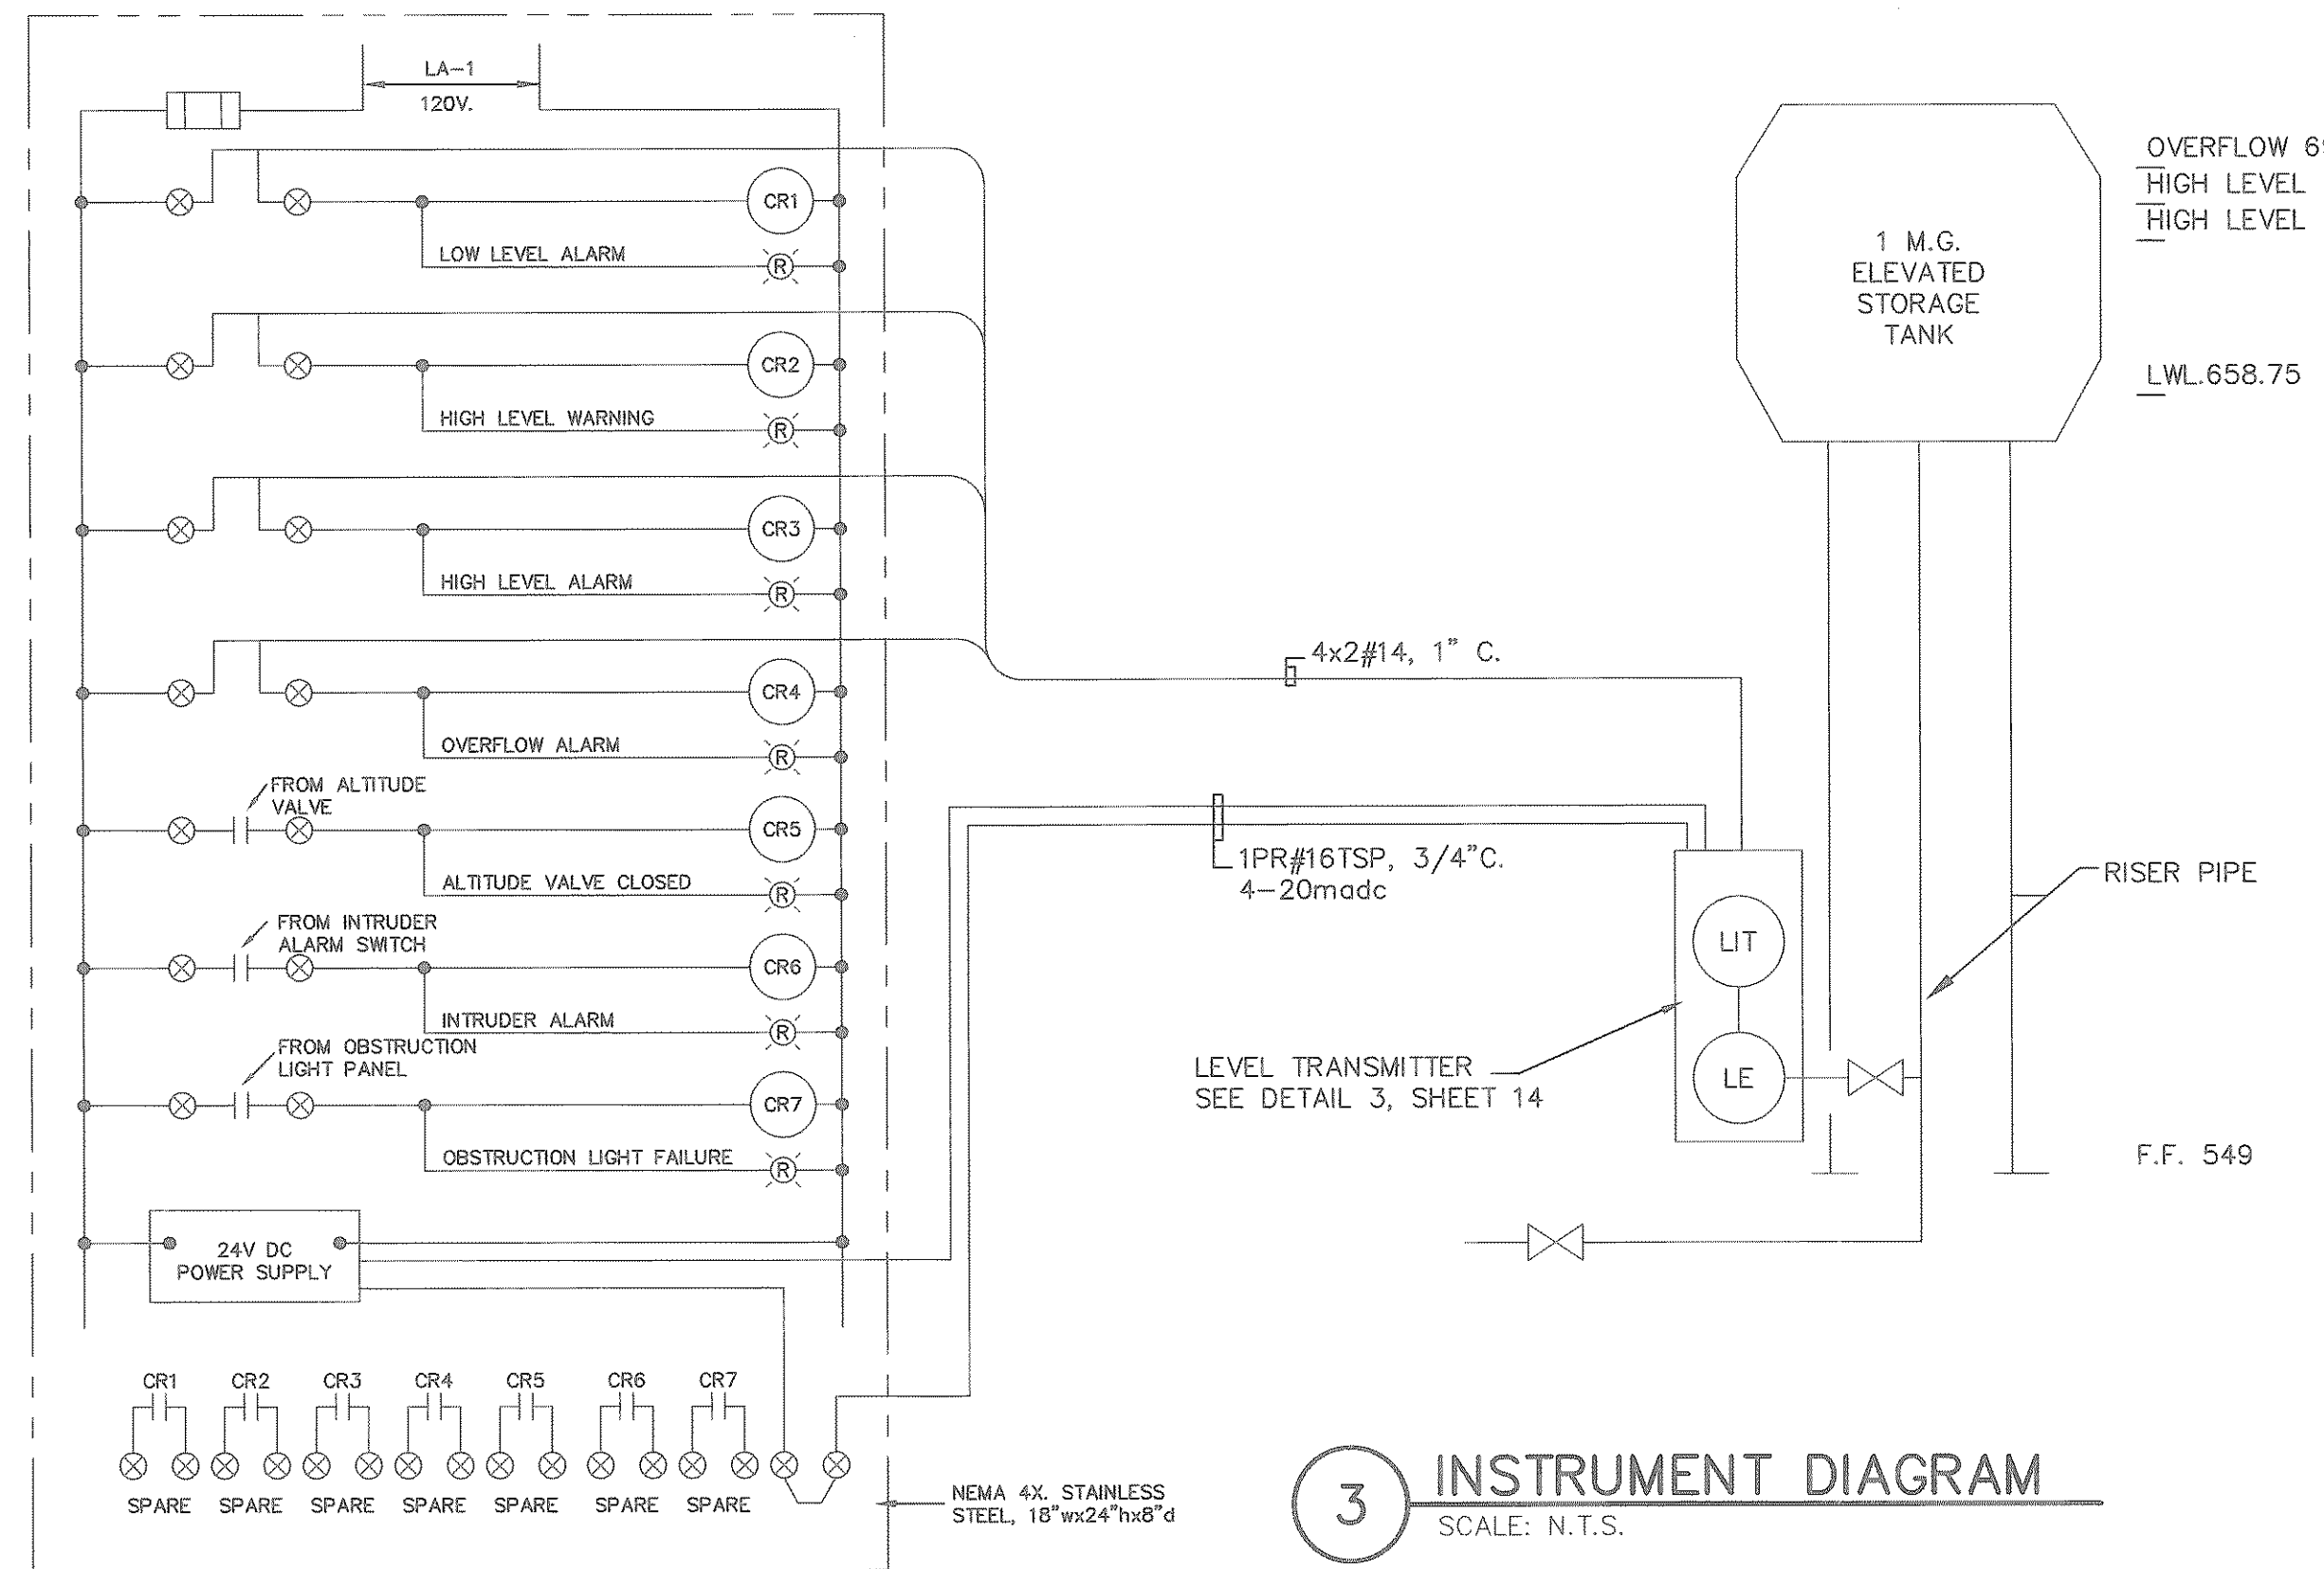 LA-1
120V.
CR1
LOW LEVEL ALARM
R
CR2
HIGH LEVEL WARNING
R
CR3
HIGH LEVEL ALARM
R
CR4
OVERFLOW ALARM
R
FROM ALTITUDE
VALVE
CR5
ALTITUDE VALVE CLOSED
R
FROM INTRUDER
ALARM SWITCH
CR6
INTRUDER ALARM
R
FROM OBSTRUCTION
LIGHT PANEL
CR7
OBSTRUCTION LIGHT FAILURE
R
24V DC
POWER SUPPLY
CR1 CR2 CR3 CR4 CR5 CR6 CR7
SPARE SPARE SPARE SPARE SPARE SPARE SPARE
NEMA 4X. STAINLESS
STEEL, 18"wx24"hx8"d
4x2#14, 1" C.
1PR#16TSP, 3/4"C.
4-20madc
1 M.G.
ELEVATED
STORAGE
TANK
OVERFLOW
HIGH LEVEL
HIGH LEVEL
LWL.658.75
RISER PIPE
LIT
LE
LEVEL TRANSMITTER
SEE DETAIL 3, SHEET 14
F.F. 549
3
INSTRUMENT DIAGRAM
SCALE: N.T.S.